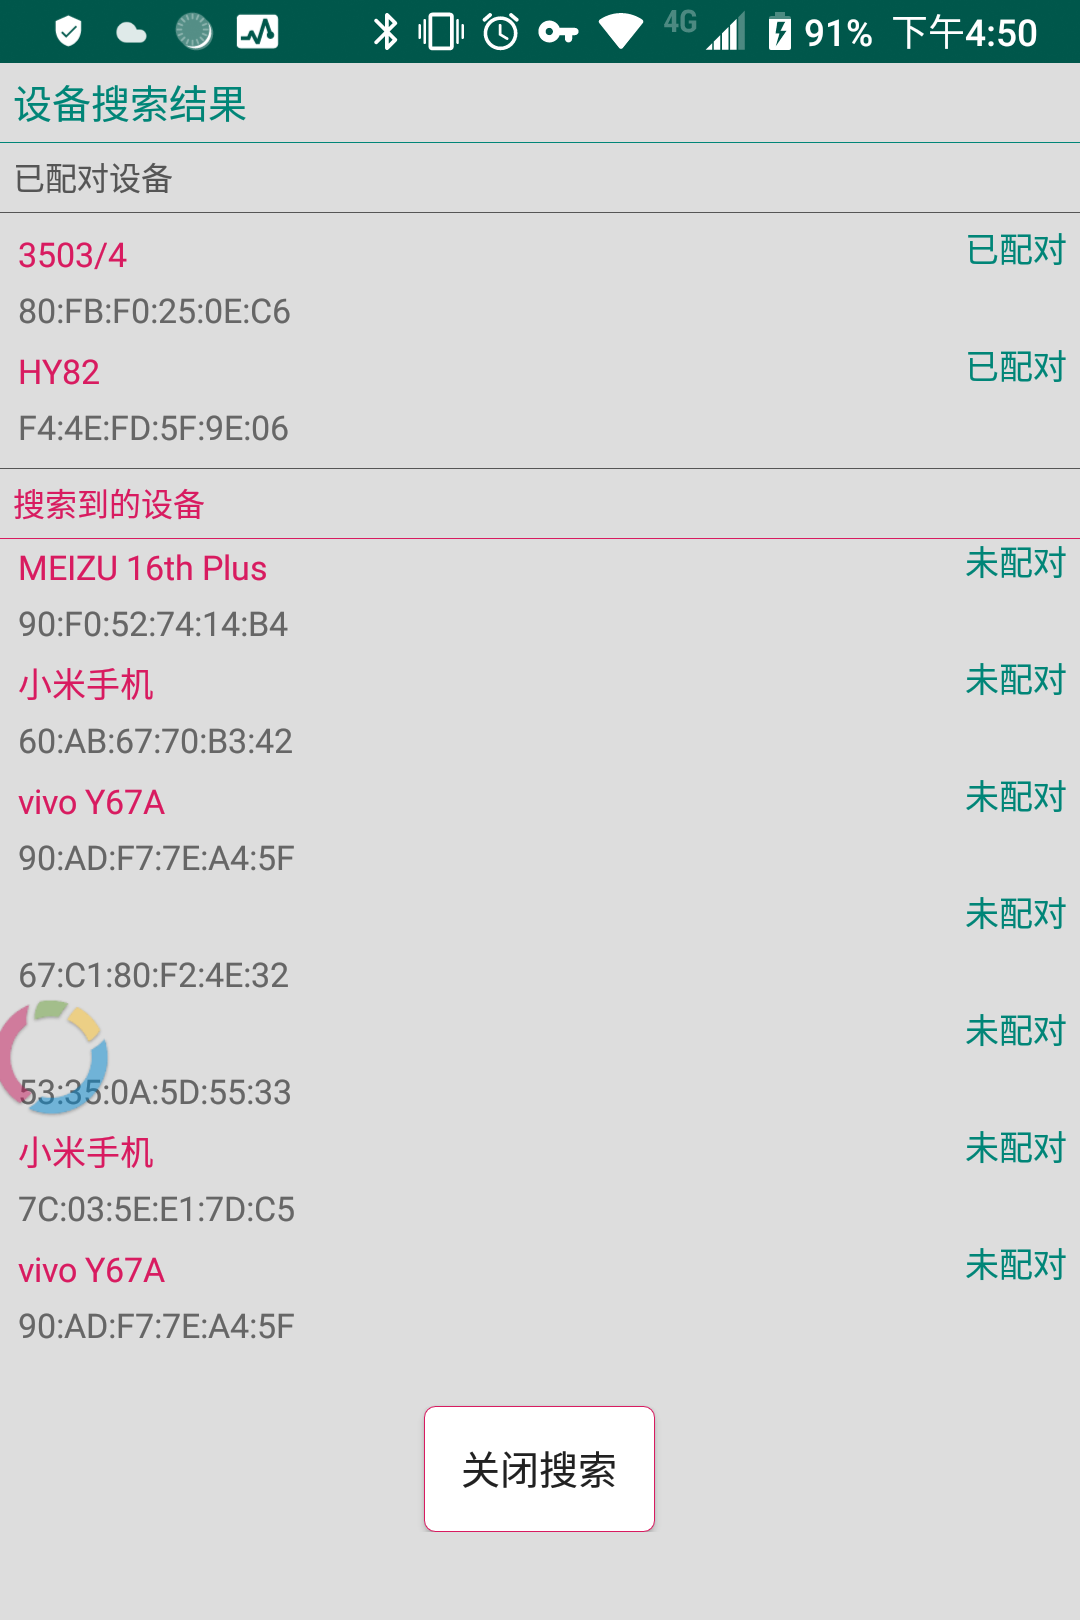 4G 91% 下午4:50
设备搜索结果
已配对设备
3503/4 已配对
80:FB:F0:25:0E:C6
HY82 已配对
F4:4E:FD:5F:9E:06
搜索到的设备
MEIZU 16th Plus 未配对
90:F0:52:74:14:B4
小米手机 未配对
60:AB:67:70:B3:42
vivo Y67A 未配对
90:AD:F7:7E:A4:5F
未配对
67:C1:80:F2:4E:32
未配对
53:35:0A:5D:55:33
小米手机 未配对
7C:03:5E:E1:7D:C5
vivo Y67A 未配对
90:AD:F7:7E:A4:5F
关闭搜索